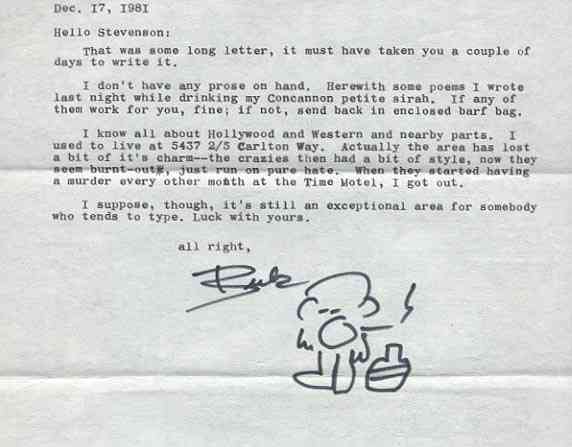 Dec. 17, 1981
Hello Stevenson:
That was some long letter, it must have taken you a couple of
days to write it.
I don't have any prose on hand. Herewith some poems I wrote
last night while drinking my Concannon petite sirah. If any of
them work for you, fine; if not, send back in enclosed barf bag.
I know all about Hollywood and Western and nearby parts. I
used to live at 5437 2/5 Carlton Way. Actually the area has lost
a bit of it's charm--the crazies then had a bit of style, now they
seem burnt-out, just run on pure hate. When they started having
a murder every other month at the Time Motel, I got out.
I suppose, though, it's still an exceptional area for somebody
who tends to type. Luck with yours.
all right,
Buk